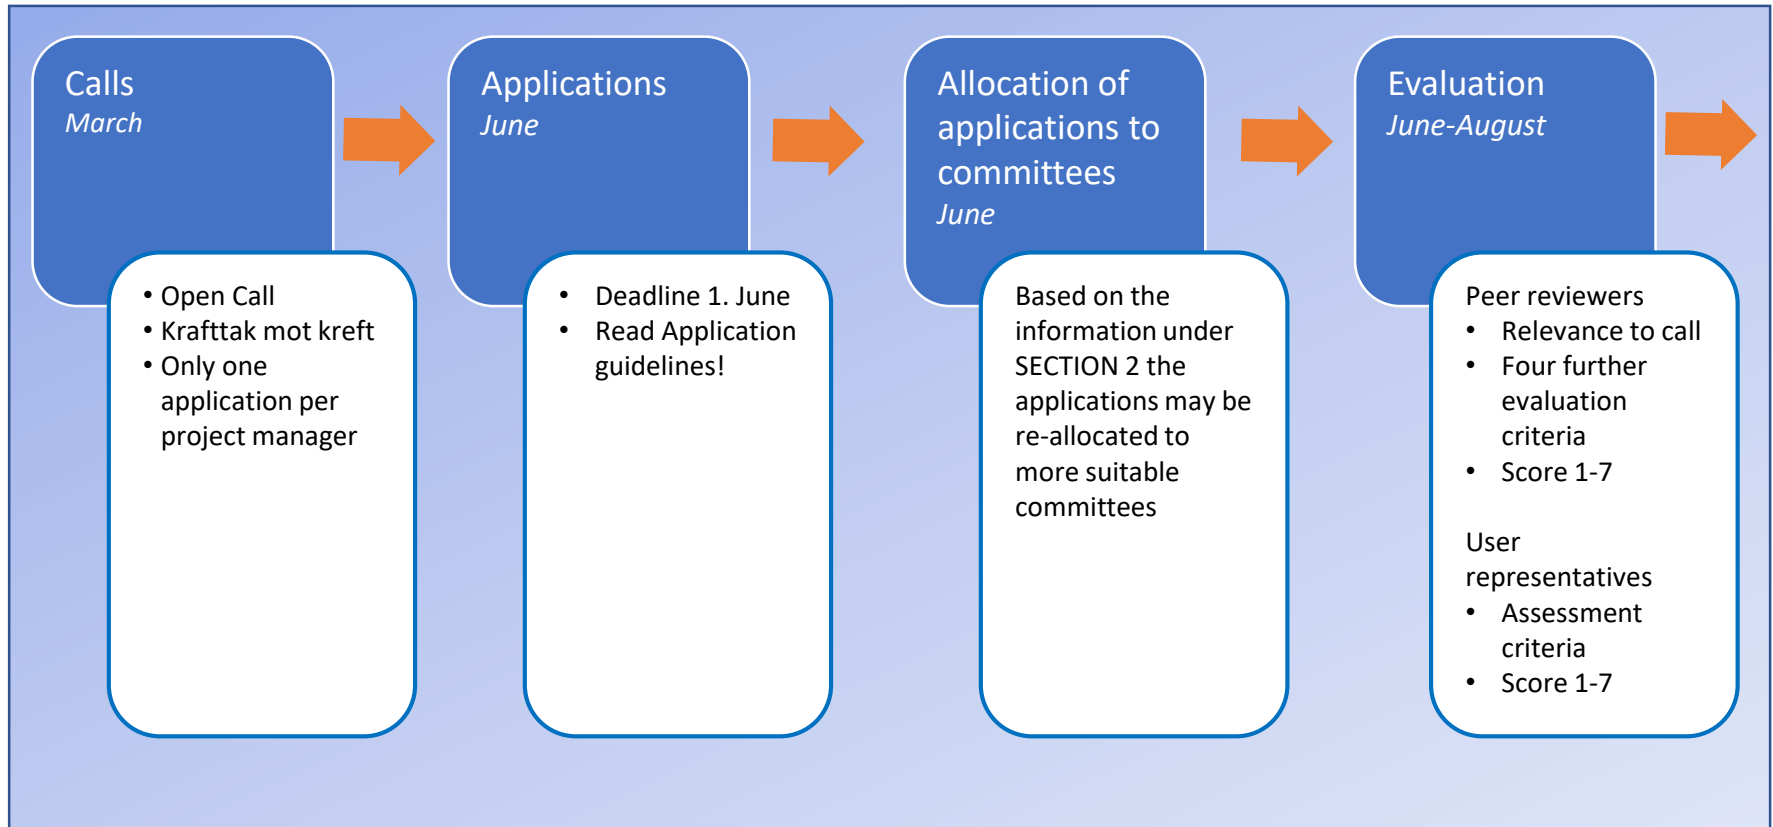 Calls
March
• Open Call
• Krafttak mot kreft
• Only one
application per
project manager
Applications
June
• Deadline 1. June
• Read Application
guidelines!
Allocation of
applications to
committees
June
Based on the
information under
SECTION 2 the
applications may be
re-allocated to
more suitable
committees
Evaluation
June-August
Peer reviewers
• Relevance to call
• Four further
evaluation
criteria
• Score 1-7
User
representatives
• Assessment
criteria
• Score 1-7